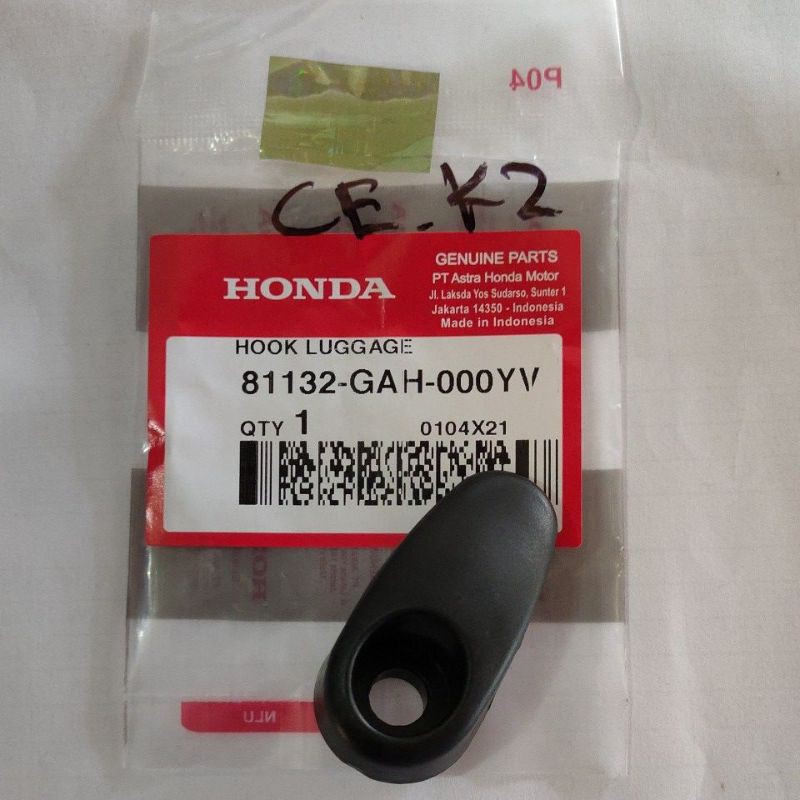 P04
CE-K2
HONDA
GENUINE PARTS
PT Astra Honda Motor
Jl. Laksda Yos Sudarso, Sunter 1
Jakarta 14350 - Indonesia
Made in Indonesia
HOOK LUGGAGE
81132-GAH-000YV
QTY 1 0104X21
NLU